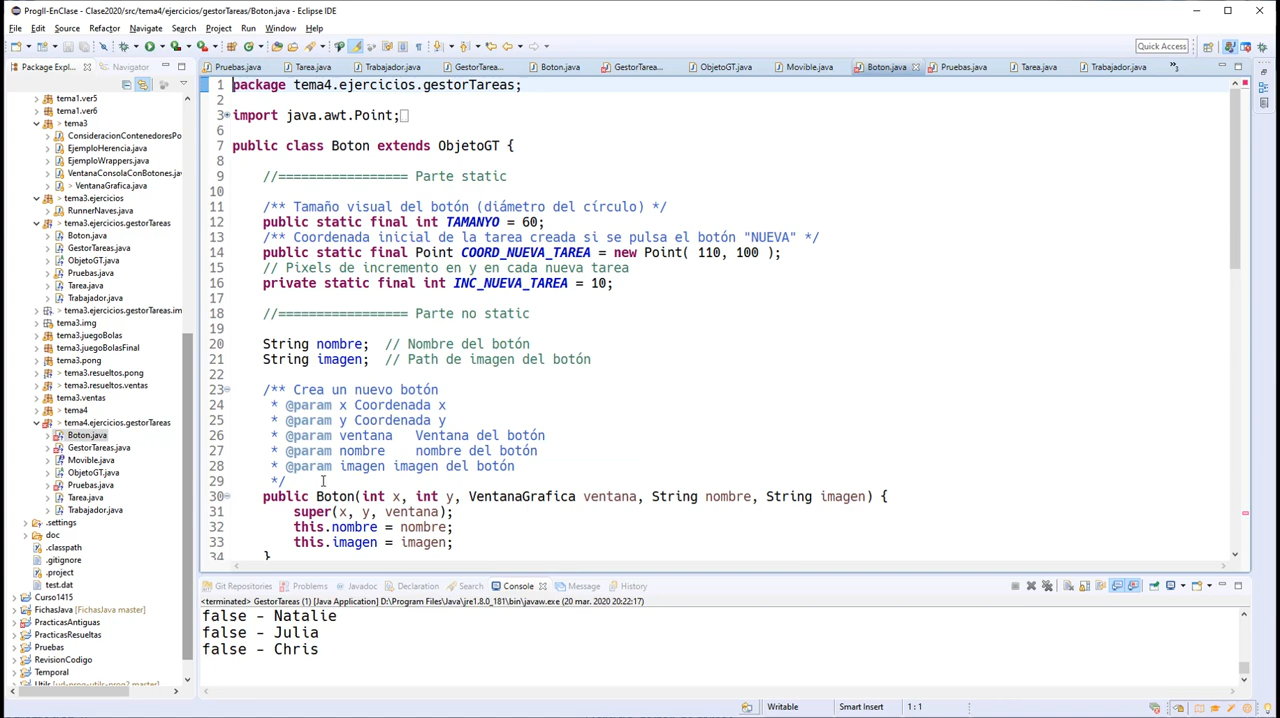 ProgII-EnClase - Clase2020/src/tema4/ejercicios/gestorTareas/Boton.java - Eclipse IDE
File Edit Source Refactor Navigate Search Project Run Window Help
Quick Access
Package Expl... Navigator
Pruebas.java Tarea.java Trabajador.java GestorTarea... Boton.java GestorTarea... ObjetoGT.java Movible.java Boton.java Pruebas.java Tarea.java Trabajador.java
tema1.ver5
tema1.ver6
tema3
ConsideracionContenedoresPo
EjemploHerencia.java
EjemploWrappers.java
VentanaConsolaConBotones.jav
> VentanaGrafica.java
tema3.ejercicios
RunnerNaves.java
> tema3.ejercicios.gestorTareas
Boton.java
GestorTareas.java
ObjetoGT.java
Pruebas.java
Tarea.java
Trabajador.java
> tema3.ejercicios.gestorTareas.im
tema3.img
tema3.juegoBolas
tema3.juegoBolasFinal
tema3.pong
> tema3.resueltos.pong
> tema3.resueltos.ventas
tema3.ventas
> tema4
tema4.ejercicios.gestorTareas
Boton.java
GestorTareas.java
Movible.java
ObjetoGT.java
Pruebas.java
Tarea.java
Trabajador.java
.settings
doc
.classpath
.gitignore
.project
test.dat
Curso1415
FichasJava [FichasJava master]
PracticasAntiguas
PracticasResueltas
Pruebas
RevisionCodigo
Temporal
Utils [ud-prog-utils-prog2 master]
1 package tema4.ejercicios.gestorTareas;
2
3 import java.awt.Point;
6
7 public class Boton extends ObjetoGT {
8
9 //================= Parte static
10
11 /** Tamaño visual del botón (diámetro del círculo) */
12 public static final int TAMANYO = 60;
13 /** Coordenada inicial de la tarea creada si se pulsa el botón "NUEVA" */
14 public static final Point COORD_NUEVA_TAREA = new Point( 110, 100 );
15 // Pixels de incremento en y en cada nueva tarea
16 private static final int INC_NUEVA_TAREA = 10;
17
18 //================= Parte no static
19
20 String nombre; // Nombre del botón
21 String imagen; // Path de imagen del botón
22
23 /** Crea un nuevo botón
24 * @param x Coordenada x
25 * @param y Coordenada y
26 * @param ventana Ventana del botón
27 * @param nombre nombre del botón
28 * @param imagen imagen del botón
29 */
30 public Boton(int x, int y, VentanaGrafica ventana, String nombre, String imagen) {
31 super(x, y, ventana);
32 this.nombre = nombre;
33 this.imagen = imagen;
34 }
Git Repositories Problems Javadoc Declaration Search Console Message History
<terminated> GestorTareas (1) [Java Application] D:\Program Files\Java\jre1.8.0_181\bin\javaw.exe (20 mar. 2020 20:22:17)
false - Natalie
false - Julia
false - Chris
Writable Smart Insert 1 : 1